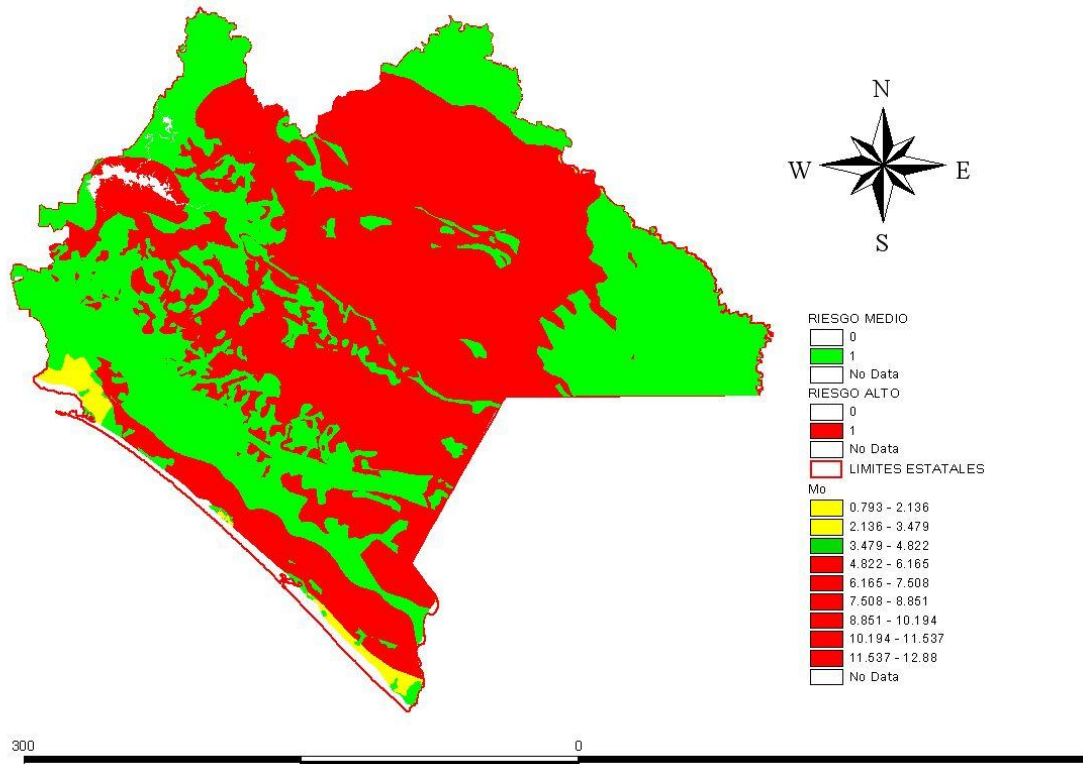 N
W E
S
RIESGO MEDIO
0
1
No Data
RIESGO ALTO
0
1
No Data
LIMITES ESTATALES
Mo
0.793 - 2.136
2.136 - 3.479
3.479 - 4.822
4.822 - 6.165
6.165 - 7.508
7.508 - 8.851
8.851 - 10.194
10.194 - 11.537
11.537 - 12.88
No Data
300 0